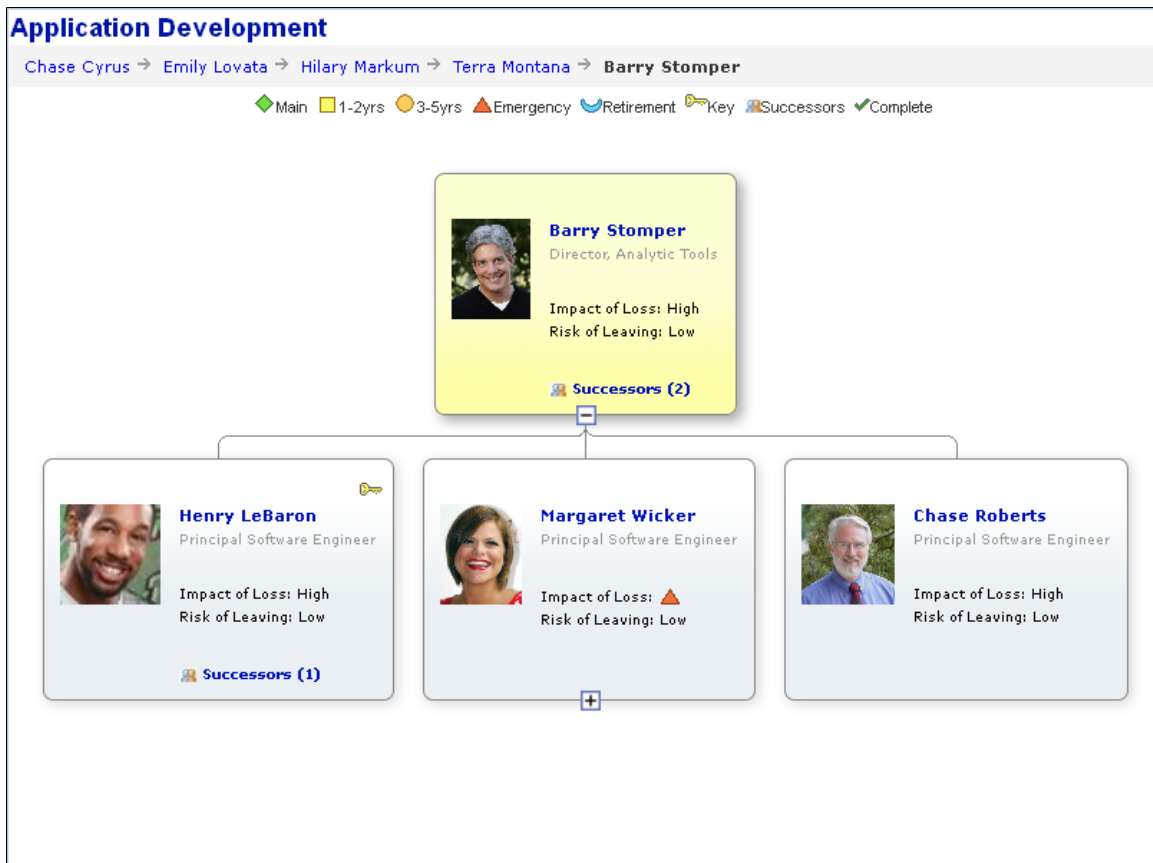 Application Development
Chase Cyrus → Emily Lovata → Hilary Markum → Terra Montana → Barry Stomper
Main 1-2yrs 3-5yrs Emergency Retirement Key Successors Complete
Barry Stomper
Director, Analytic Tools
Impact of Loss: High
Risk of Leaving: Low
Successors (2)
Henry LeBaron
Principal Software Engineer
Impact of Loss: High
Risk of Leaving: Low
Successors (1)
Margaret Wicker
Principal Software Engineer
Impact of Loss:
Risk of Leaving: Low
Chase Roberts
Principal Software Engineer
Impact of Loss: High
Risk of Leaving: Low